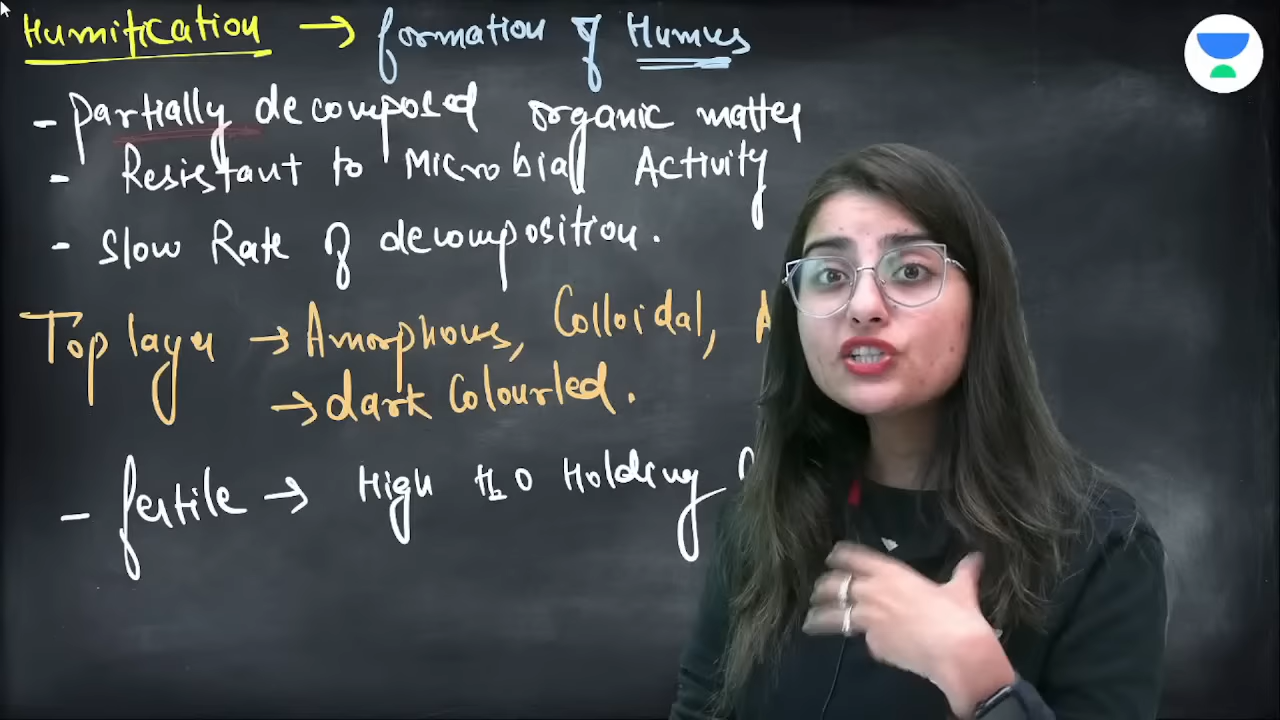 Humification → formation of Humus
- Partially decomposed organic matter
- Resistant to Microbial Activity
- Slow Rate of decomposition.
Top layer → Amorphous, Colloidal, A
→ dark Colourled.
- fertile → High H2O Holding